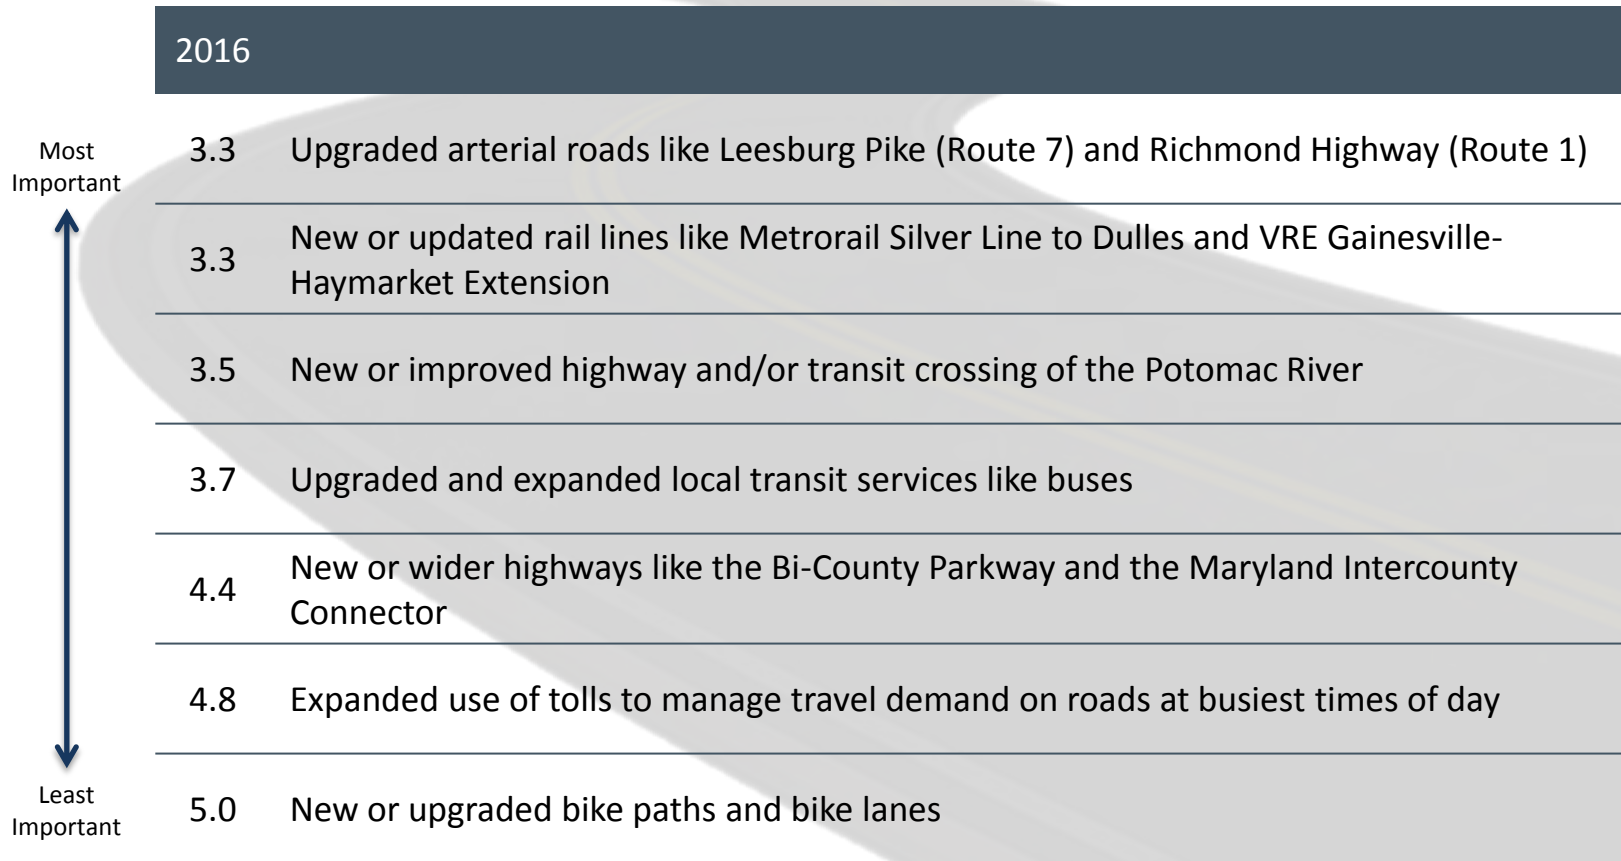 2016
Most
Important
3.3 Upgraded arterial roads like Leesburg Pike (Route 7) and Richmond Highway (Route 1)
3.3 New or updated rail lines like Metrorail Silver Line to Dulles and VRE Gainesville-
Haymarket Extension
3.5 New or improved highway and/or transit crossing of the Potomac River
3.7 Upgraded and expanded local transit services like buses
4.4 New or wider highways like the Bi-County Parkway and the Maryland Intercounty
Connector
4.8 Expanded use of tolls to manage travel demand on roads at busiest times of day
Least
Important
5.0 New or upgraded bike paths and bike lanes